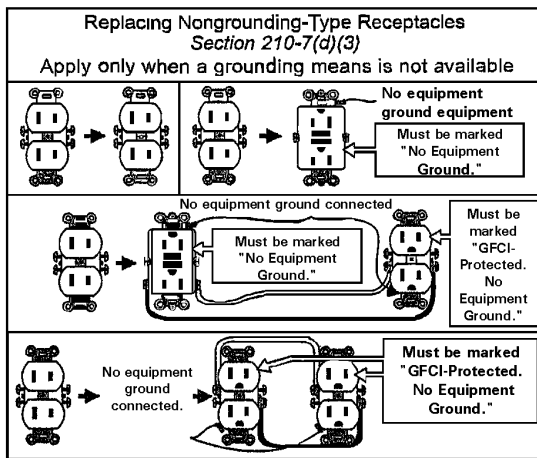 Replacing Nongrounding-Type Receptacles
Section 210-7(d)(3)
Apply only when a grounding means is not available
No equipment
ground equipment
Must be marked
"No Equipment
Ground."
No equipment ground connected
Must be marked
"No Equipment
Ground."
Must be
marked
"GFCI-
Protected.
No
Equipment
Ground."
No equipment
ground
connected.
Must be marked
"GFCI-Protected.
No Equipment
Ground."